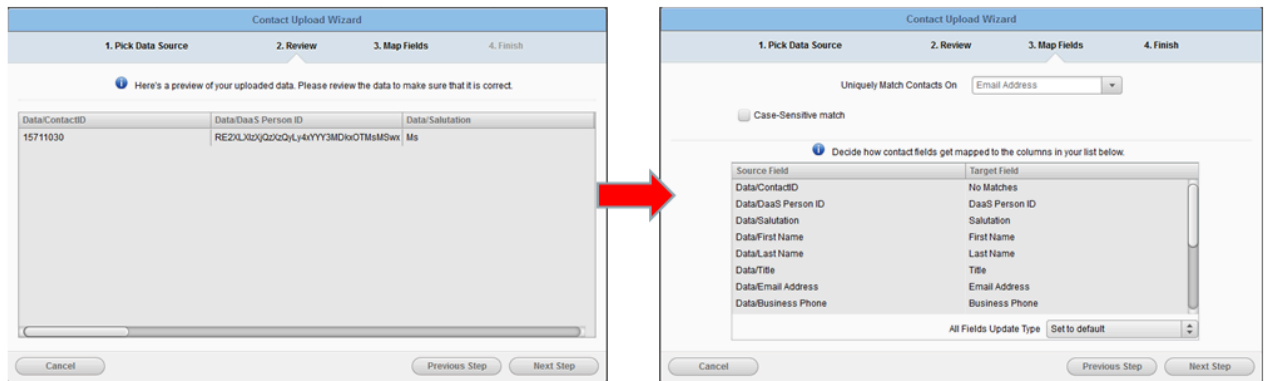 Contact Upload Wizard
1. Pick Data Source 2. Review 3. Map Fields 4. Finish
Here's a preview of your uploaded data. Please review the data to make sure that it is correct.
Data/ContactID Data/DaaS Person ID Data/Salutation
15711030 Ms
Cancel Previous Step Next Step
Contact Upload Wizard
1. Pick Data Source 2. Review 3. Map Fields 4. Finish
Uniquely Match Contacts On Email Address
Case-Sensitive match
Decide how contact fields get mapped to the columns in your list below.
Source Field Target Field
Data/ContactID No Matches
Data/DaaS Person ID DaaS Person ID
Data/Salutation Salutation
Data/First Name First Name
Data/Last Name Last Name
Data/Title Title
Data/Email Address Email Address
Data/Business Phone Business Phone
All Fields Update Type Set to default
Cancel Previous Step Next Step